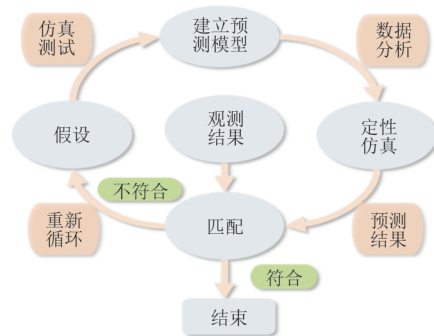 仿真
测试
建立预
测模型
数据
分析
假设
观测
结果
定性
仿真
不符合
重新
循环
匹配
预测
结果
符合
结束